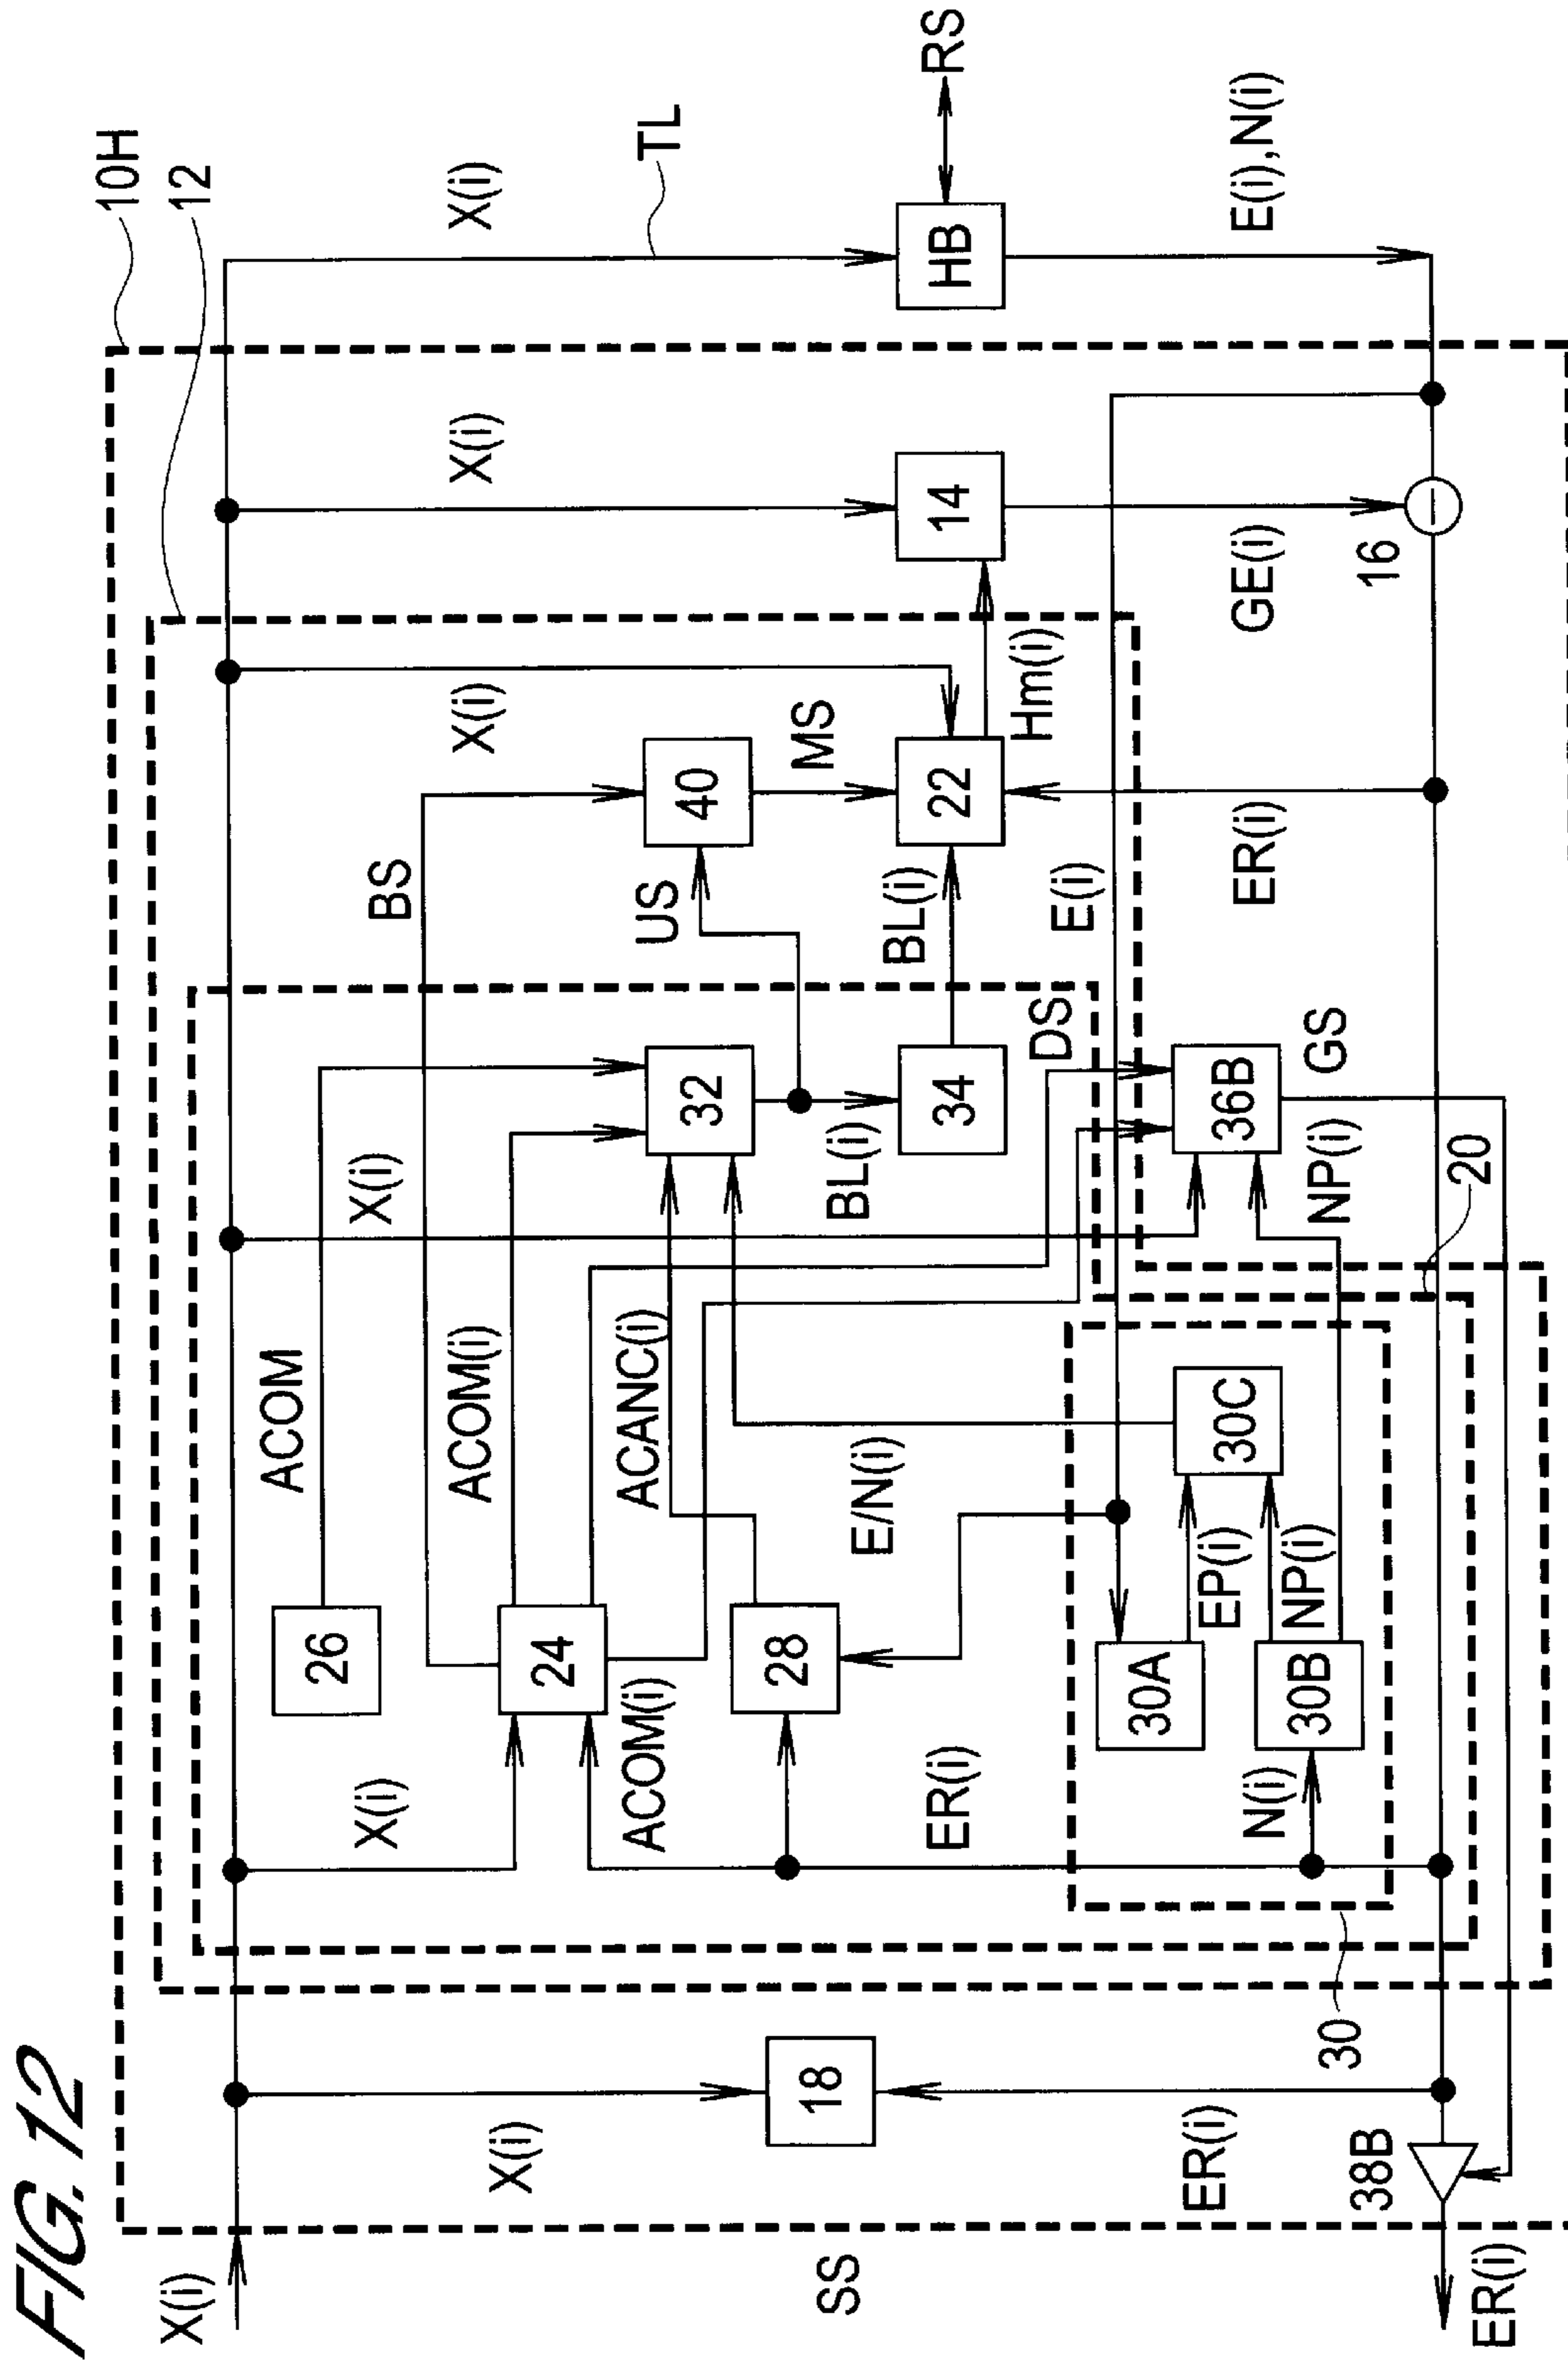 FIG. 12
10H
12
X(i)
X(i)
X(i)
X(i)
X(i)
X(i)
X(i)
TL
HB
RS
E(i),N(i)
SS
18
ER(i)
38B
ER(i)
26
ACOM
24
BS
ACOM(i)
ACOM(i)
28
ACANC(i)
ER(i)
E/N(i)
30
30A
EP(i)
30B
N(i)
NP(i)
30C
NP(i)
20
32
BL(i)
34
US
BL(i)
DS
36B
GS
40
MS
22
Hm(i)
E(i)
ER(i)
14
GE(i)
16